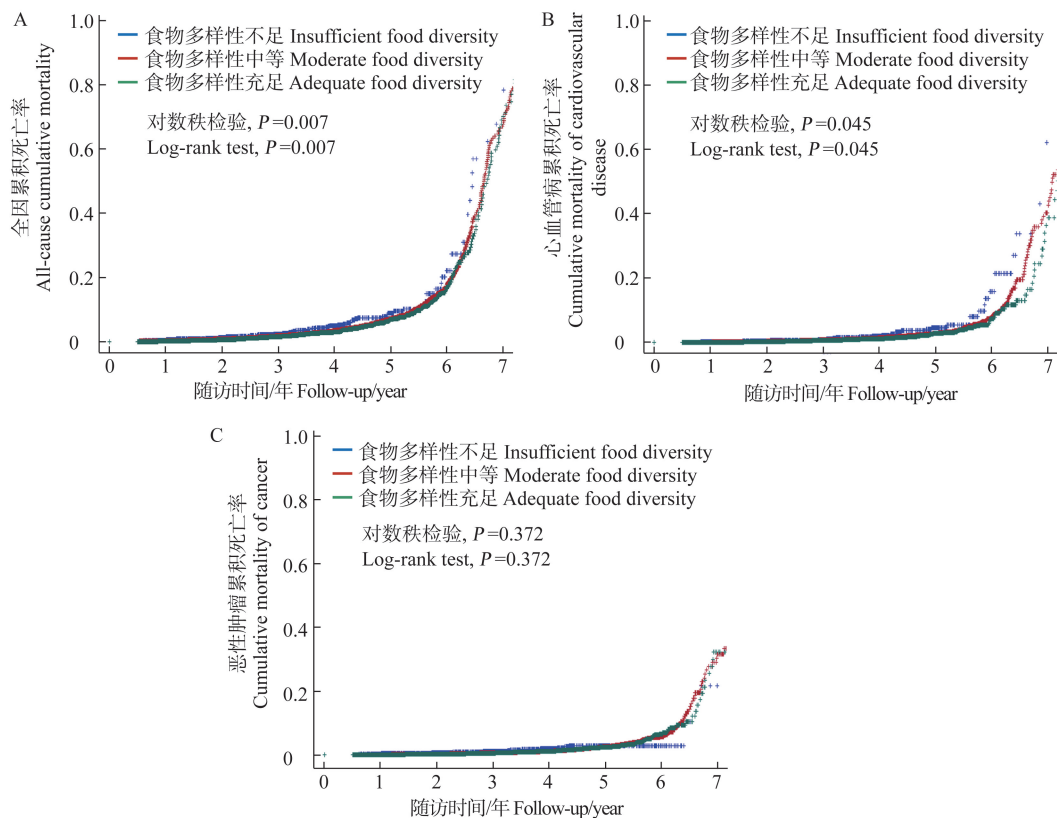 A
1.0
0.8
0.6
0.4
0.2
0
食物多样性不足 Insufficient food diversity
食物多样性中等 Moderate food diversity
食物多样性充足 Adequate food diversity
对数秩检验, P=0.007
Log-rank test, P=0.007
全因累积死亡率
All-cause cumulative mortality
0 1 2 3 4 5 6 7
随访时间/年 Follow-up/year
B
1.0
0.8
0.6
0.4
0.2
0
食物多样性不足 Insufficient food diversity
食物多样性中等 Moderate food diversity
食物多样性充足 Adequate food diversity
对数秩检验, P=0.045
Log-rank test, P=0.045
心血管病累积死亡率
Cumulative mortality of cardiovascular
disease
0 1 2 3 4 5 6 7
随访时间/年 Follow-up/year
C
1.0
0.8
0.6
0.4
0.2
0
食物多样性不足 Insufficient food diversity
食物多样性中等 Moderate food diversity
食物多样性充足 Adequate food diversity
对数秩检验, P=0.372
Log-rank test, P=0.372
恶性肿瘤累积死亡率
Cumulative mortality of cancer
0 1 2 3 4 5 6 7
随访时间/年 Follow-up/year